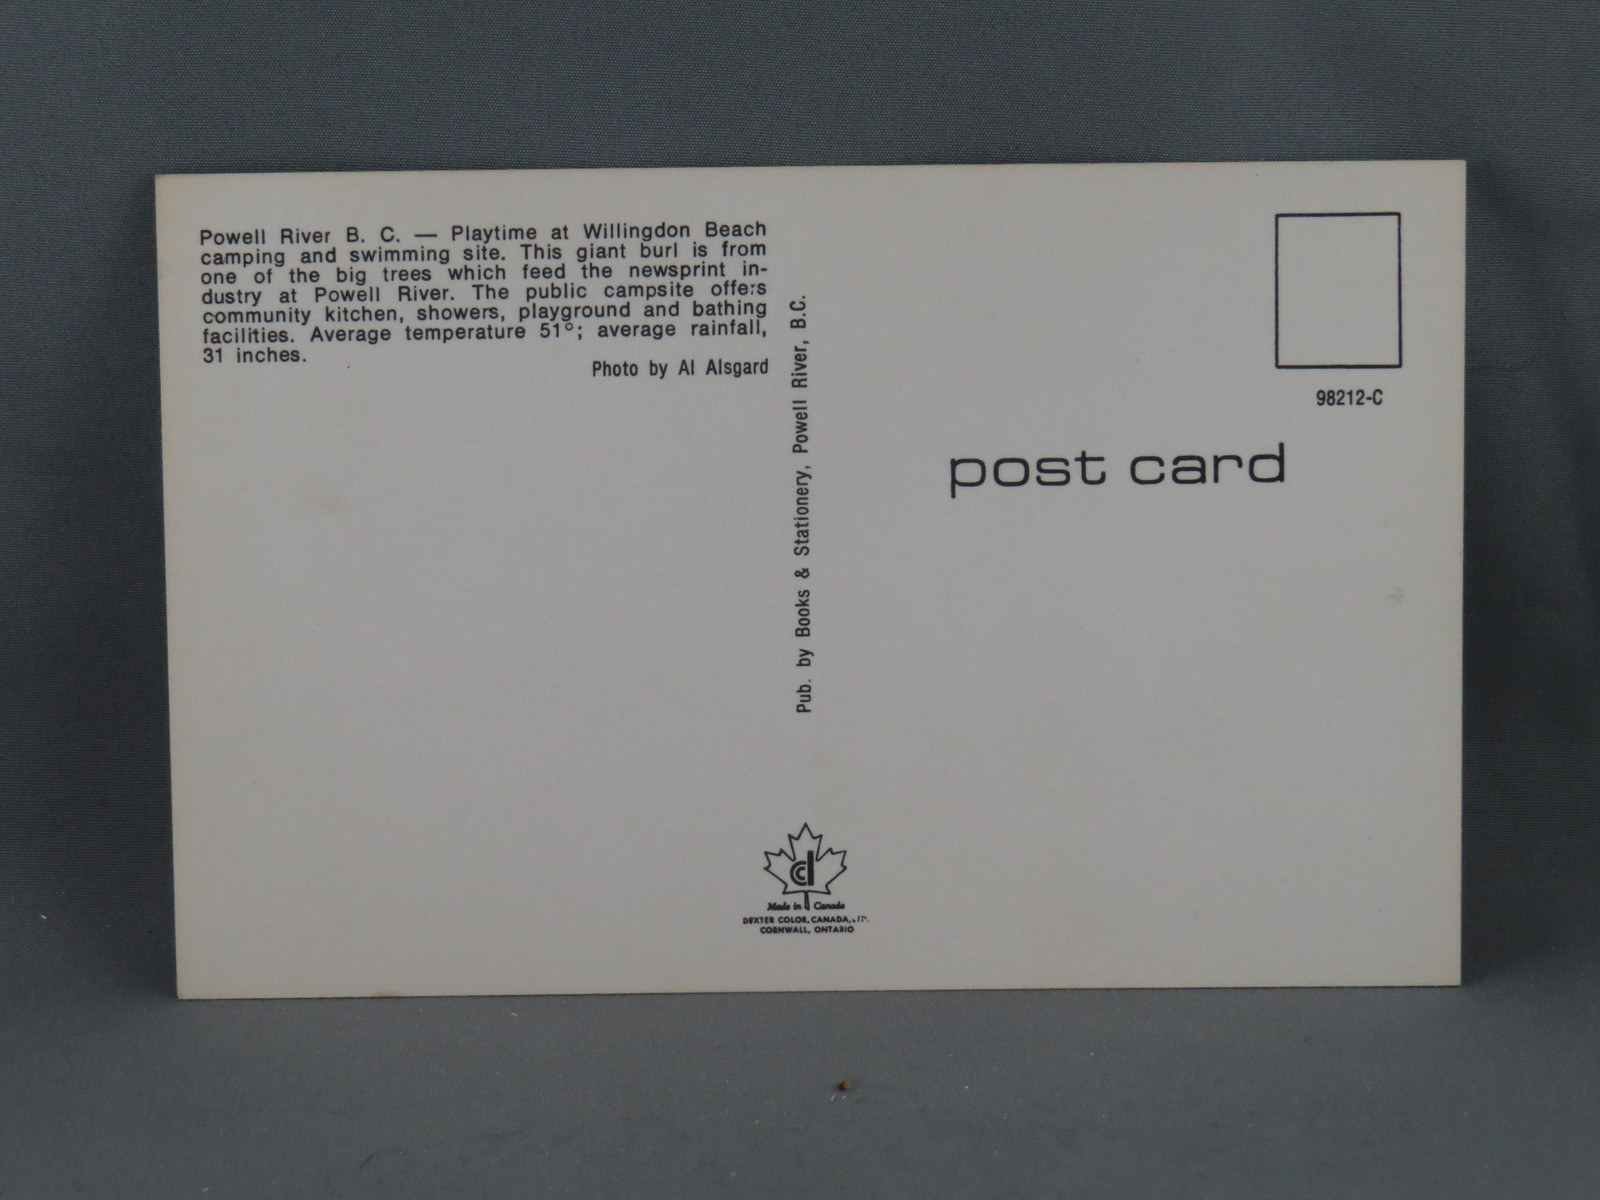 Powell River B. C. — Playtime at Willingdon Beach
camping and swimming site. This giant burl is from
one of the big trees which feed the newsprint in-
dustry at Powell River. The public campsite offers
community kitchen, showers, playground and bathing
facilities. Average temperature 51°; average rainfall,
31 inches.
Photo by Al Alsgard
Pub. by Books & Stationery, Powell River, B.C.
98212-C
post card
Made in Canada
DEXTER COLOR, CANADA,
CORNWALL, ONTARIO